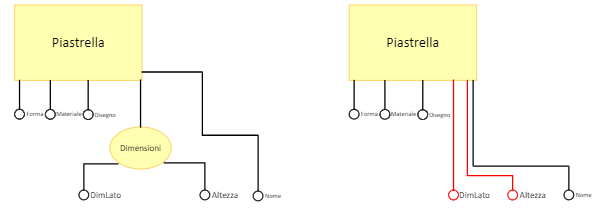 Piastrella
Forma
Materiale
Disegno
Dimensioni
DimLato
Altezza
Nome
Piastrella
Forma
Materiale
Disegno
DimLato
Altezza
Nome